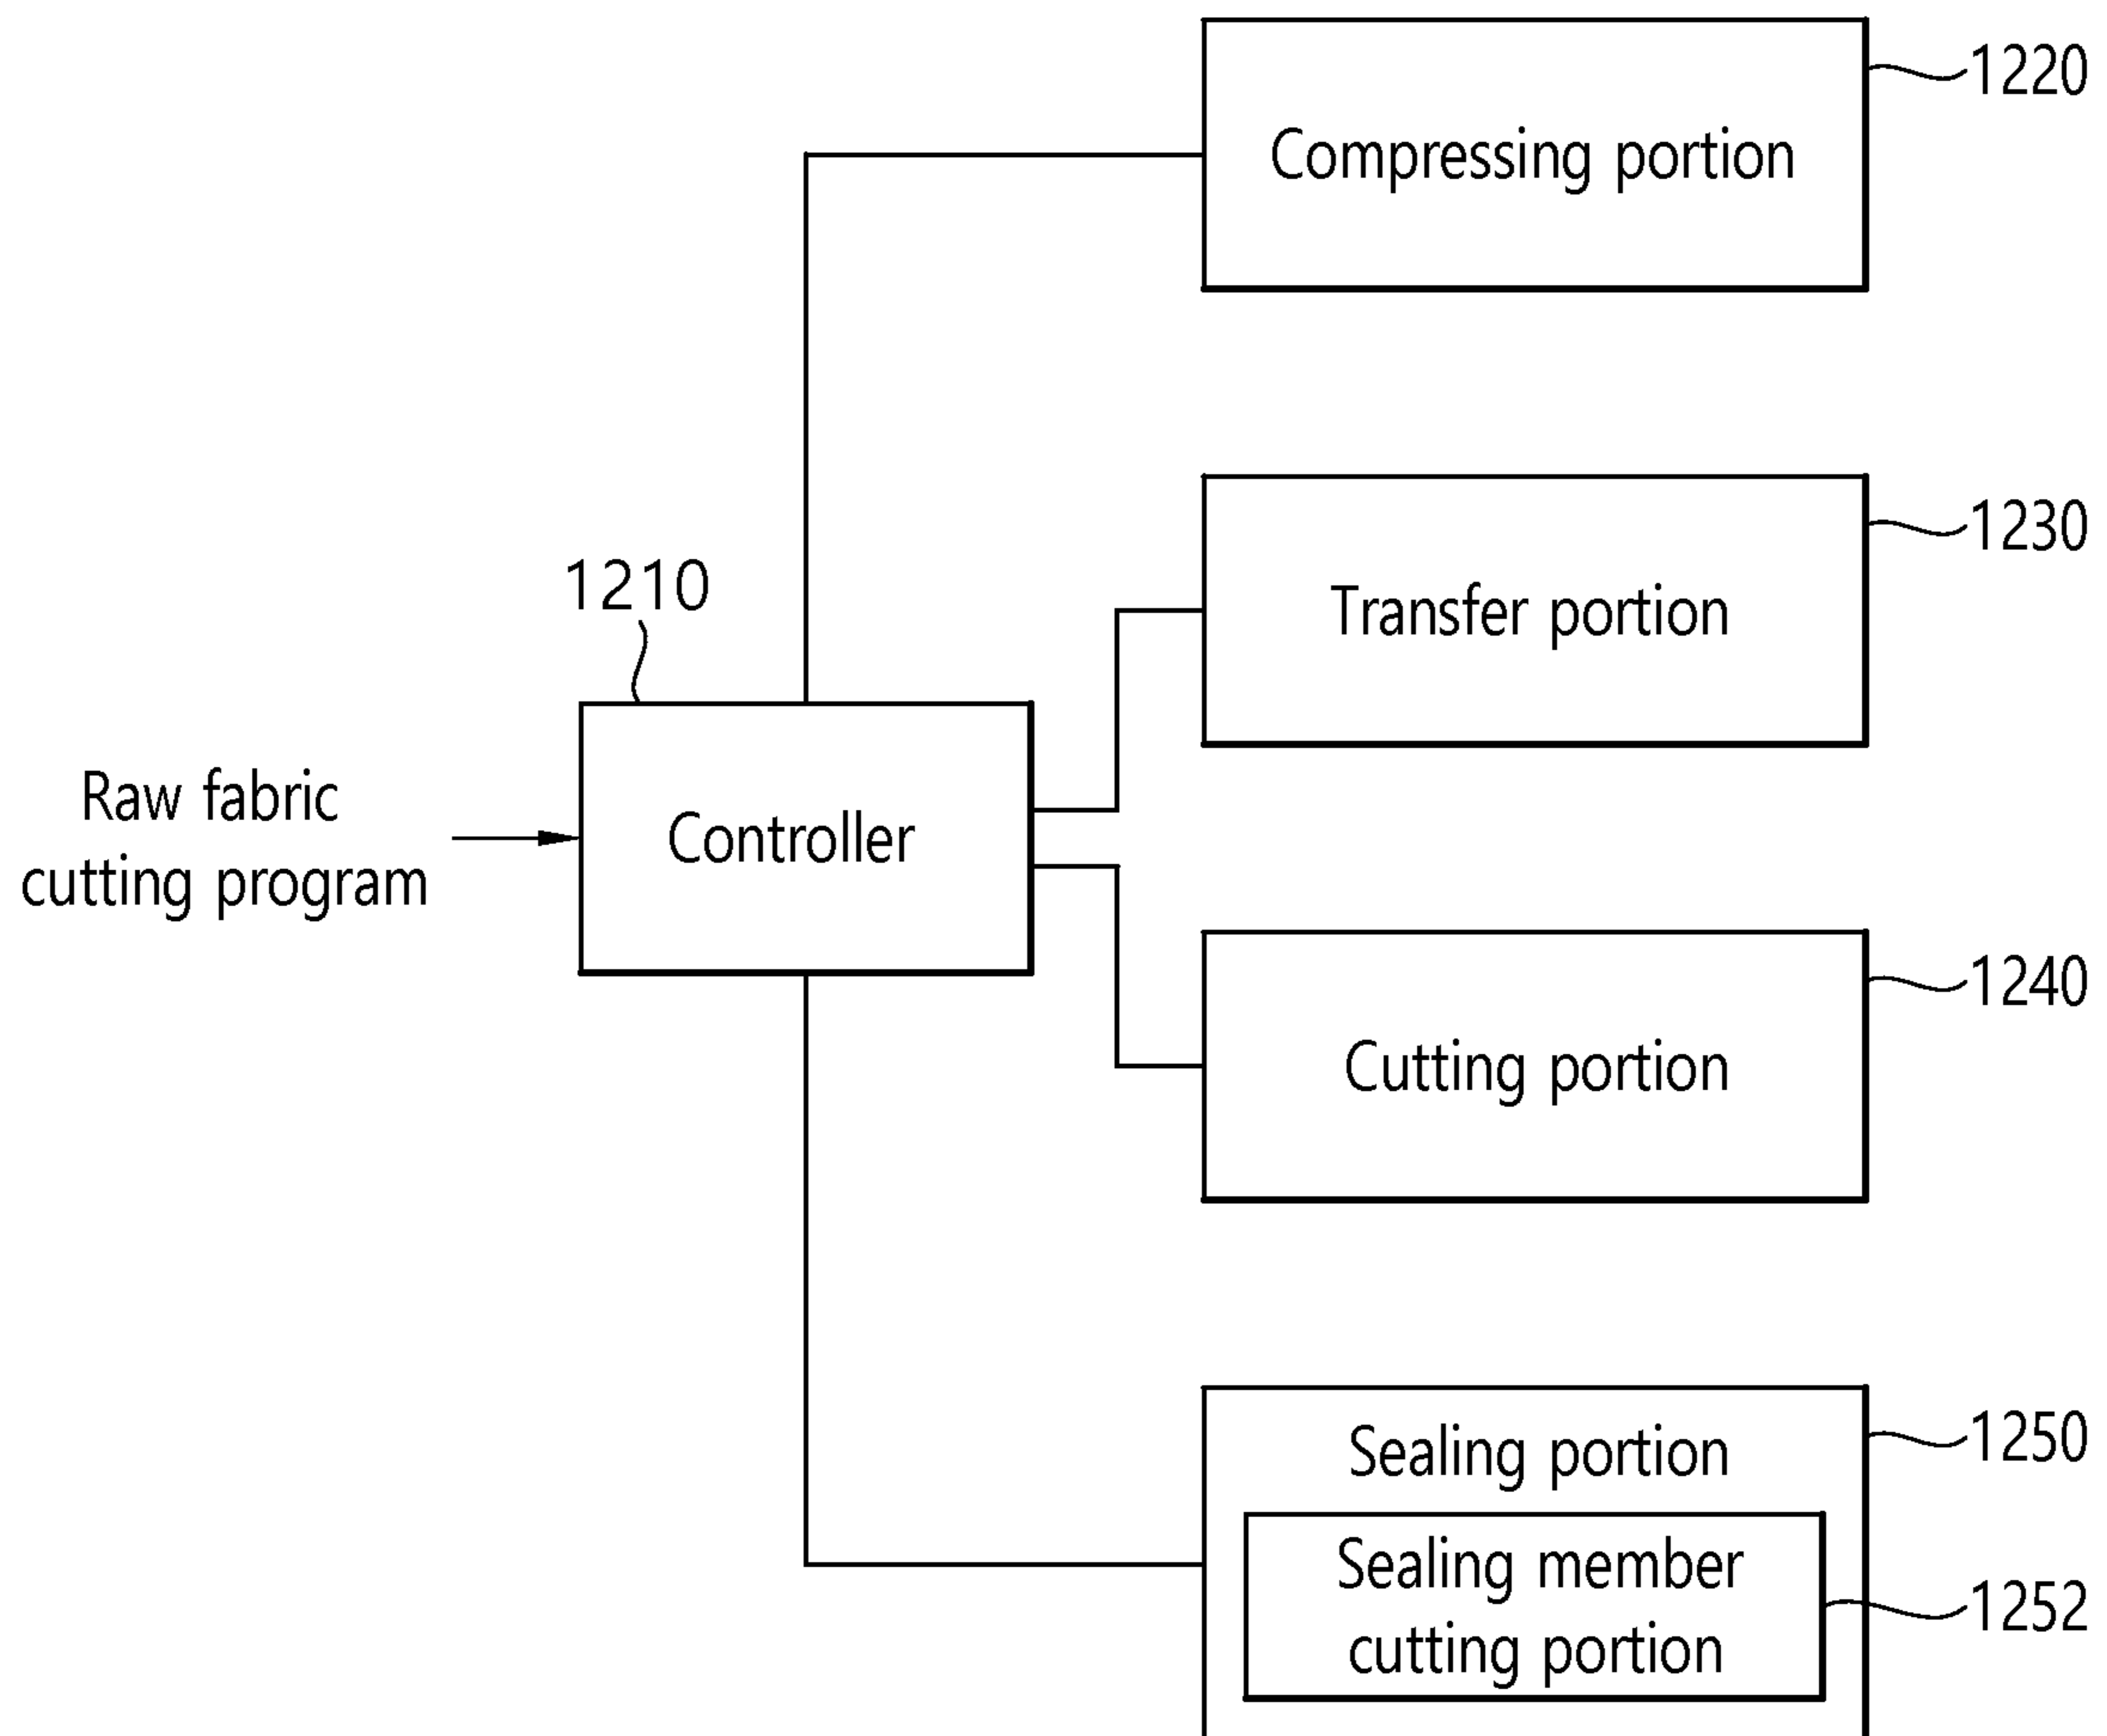 1220
Compressing portion
1230
Transfer portion
1210
Raw fabric
cutting program
Controller
1240
Cutting portion
1250
Sealing portion
Sealing member
cutting portion
1252